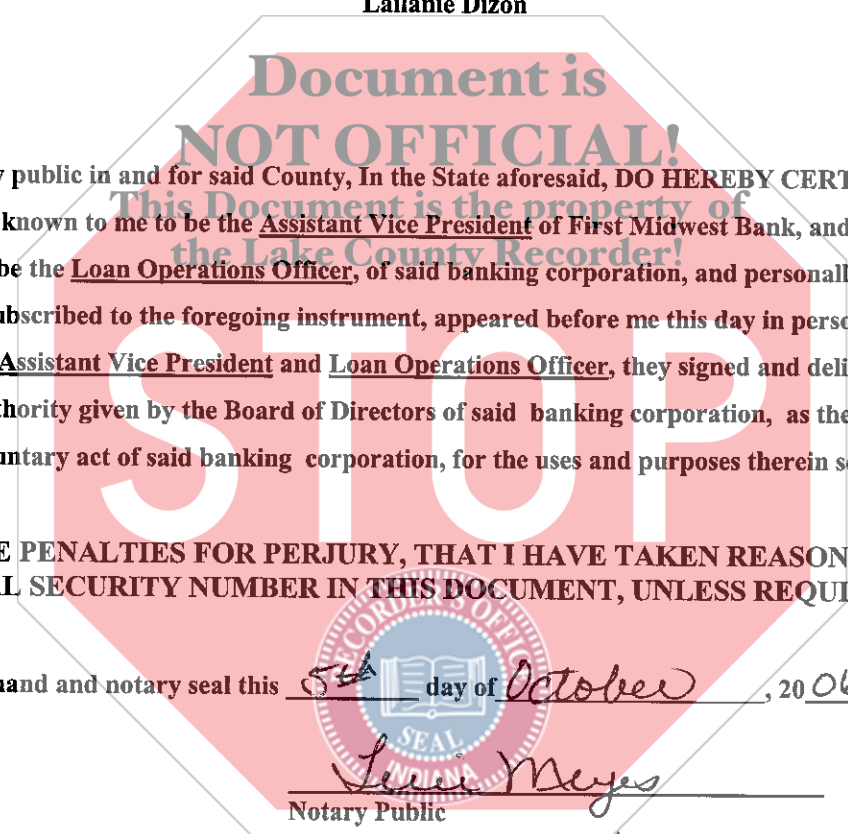 Lailanie Dizon
Document is
NOT OFFICIAL!
y public in and for said County, In the State aforesaid, DO HEREBY CERT
This Document is the property of
known to me to be the Assistant Vice President of First Midwest Bank, and
the Lake County Recorder!
be the Loan Operations Officer, of said banking corporation, and personall
ubscribed to the foregoing instrument, appeared before me this day in perso
Assistant Vice President and Loan Operations Officer, they signed and deli
STOP
thority given by the Board of Directors of said banking corporation, as the
untary act of said banking corporation, for the uses and purposes therein s
E PENALTIES FOR PERJURY, THAT I HAVE TAKEN REASON
L SECURITY NUMBER IN THIS DOCUMENT, UNLESS REQUI
RECORDER'S OFFIC
hand and notary seal this 5th day of October, 2006
SEAL
INDIANA
Notary Public